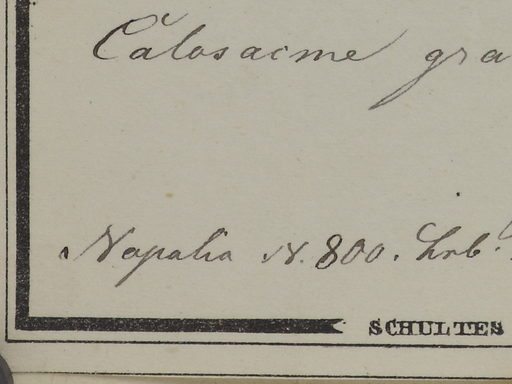 Calosacme gra
Napalia N. 800. hrb.
SCHULTES